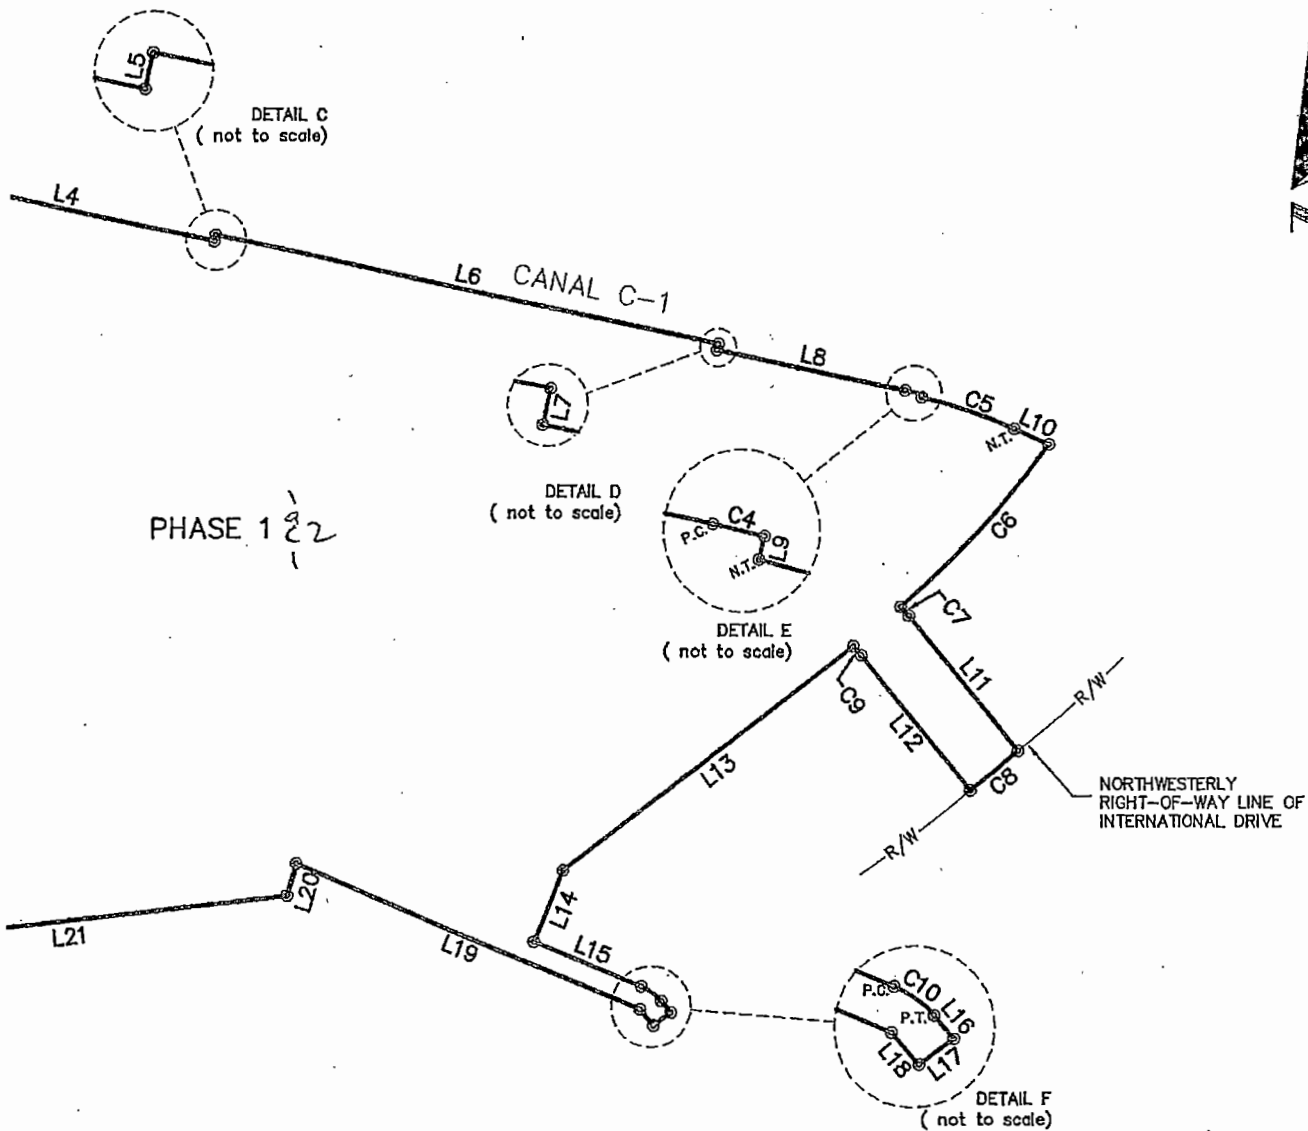 L5
DETAIL C
( not to scale)
L4
L6
CANAL C-1
L8
C5
L10
N.T.
L7
DETAIL D
( not to scale)
C4
P.C.
L9
N.T.
DETAIL E
( not to scale)
C6
PHASE 1 & 2
C7
L11
R/W
C9
L12
L13
C8
NORTHWESTERLY
RIGHT-OF-WAY LINE OF
INTERNATIONAL DRIVE
R/W
L20
L14
L21
L19
L15
P.C.
C10
P.T.
L16
L18
L17
DETAIL F
( not to scale)